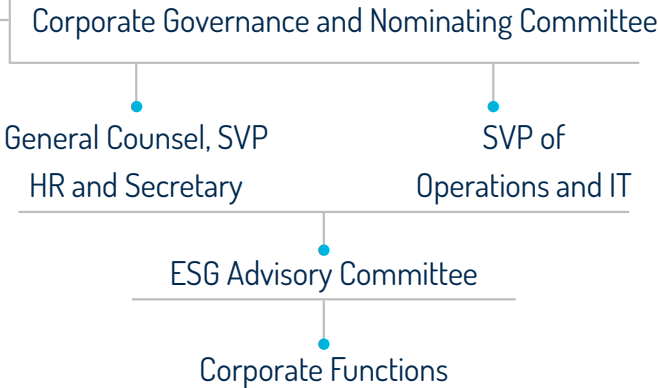 Corporate Governance and Nominating Committee
General Counsel, SVP
HR and Secretary
SVP of
Operations and IT
ESG Advisory Committee
Corporate Functions